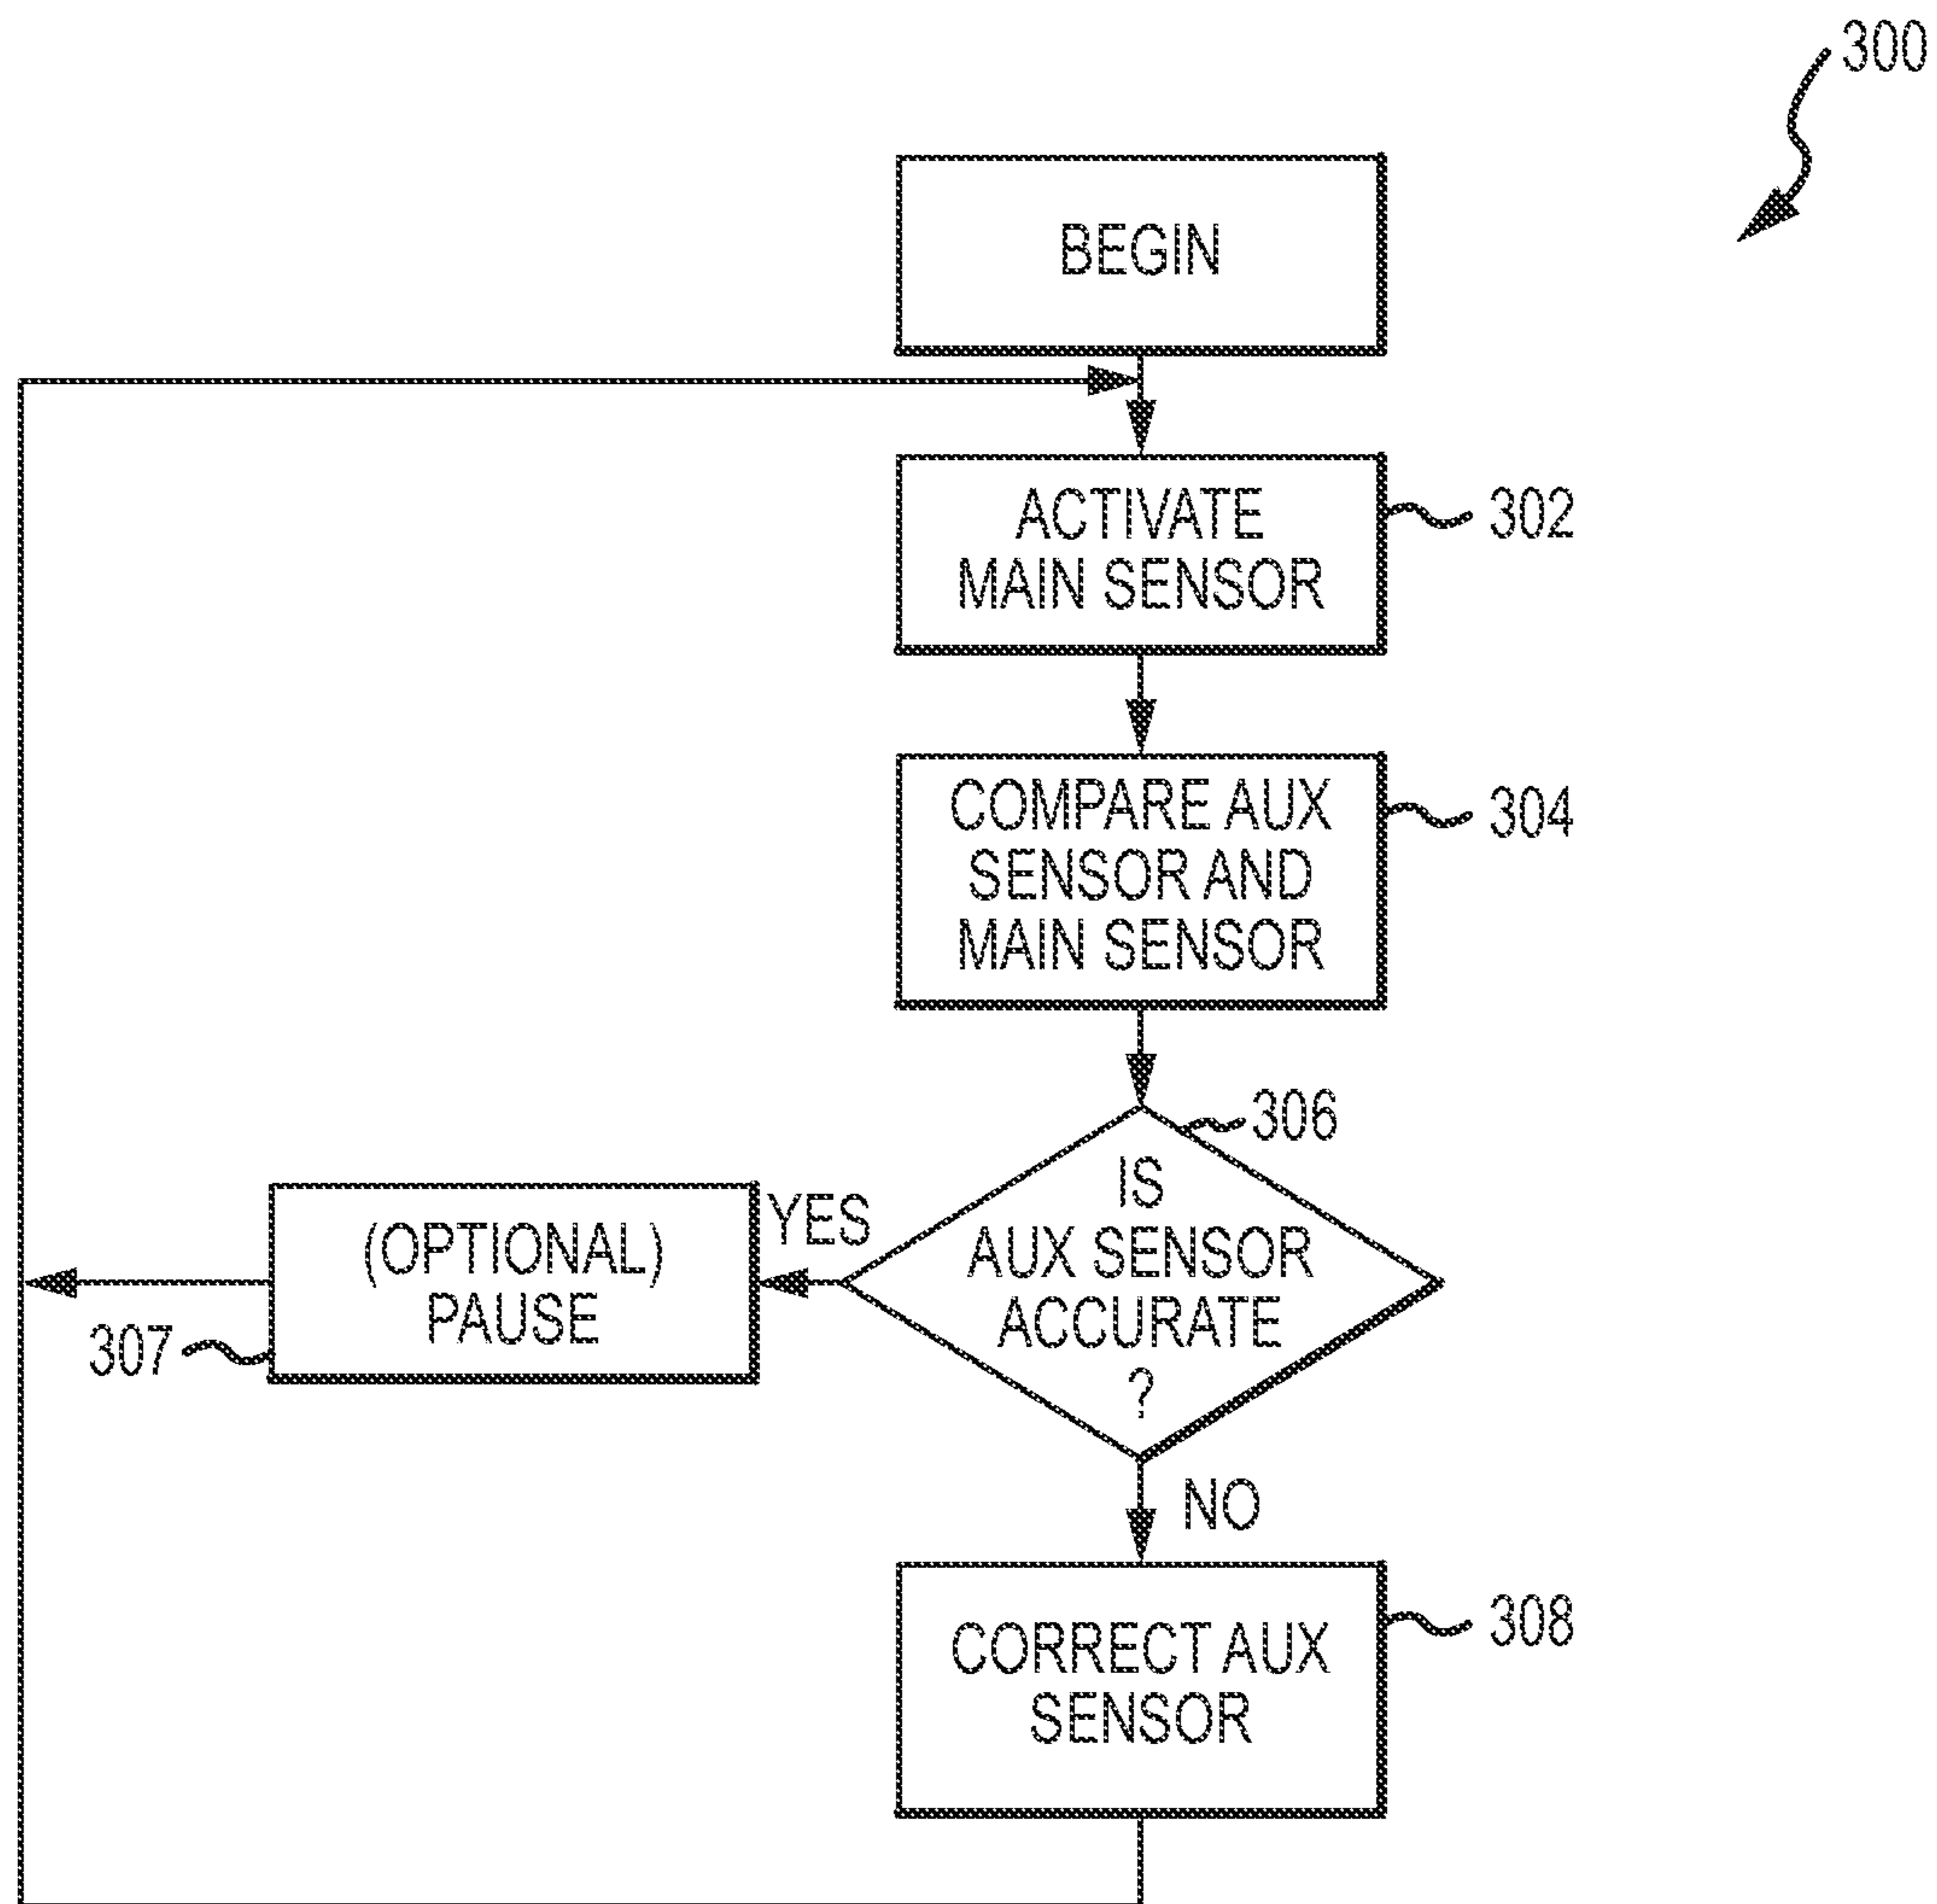 300
BEGIN
ACTIVATE
MAIN SENSOR
302
COMPARE AUX
SENSOR AND
MAIN SENSOR
304
306
IS
AUX SENSOR
ACCURATE
?
YES
(OPTIONAL)
PAUSE
307
NO
CORRECT AUX
SENSOR
308